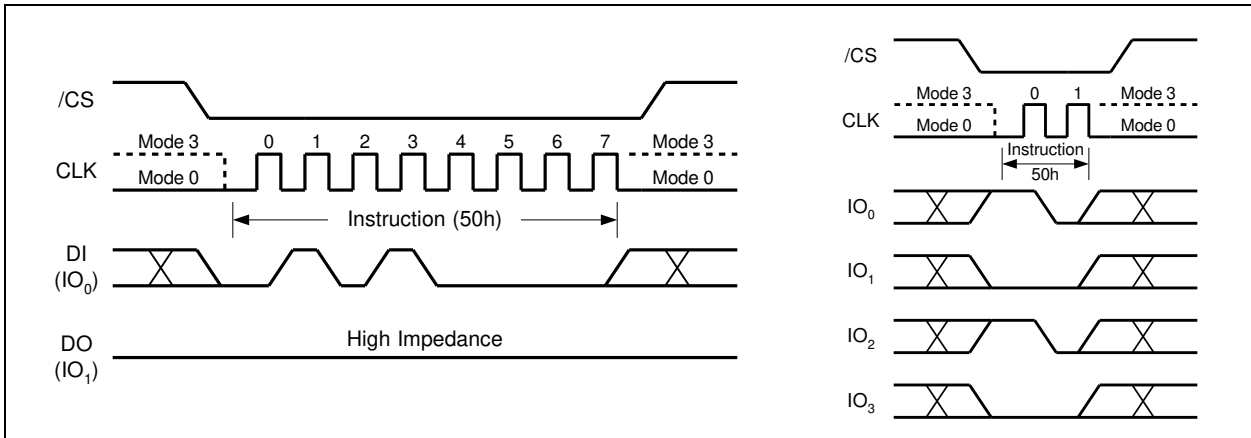 /CS
Mode 3 0 1 2 3 4 5 6 7 Mode 3
CLK
Mode 0 Mode 0
Instruction (50h)
DI
(IO0)
High Impedance
DO
(IO1)
/CS
Mode 3 0 1 Mode 3
CLK
Mode 0 Mode 0
Instruction
50h
IO0
IO1
IO2
IO3